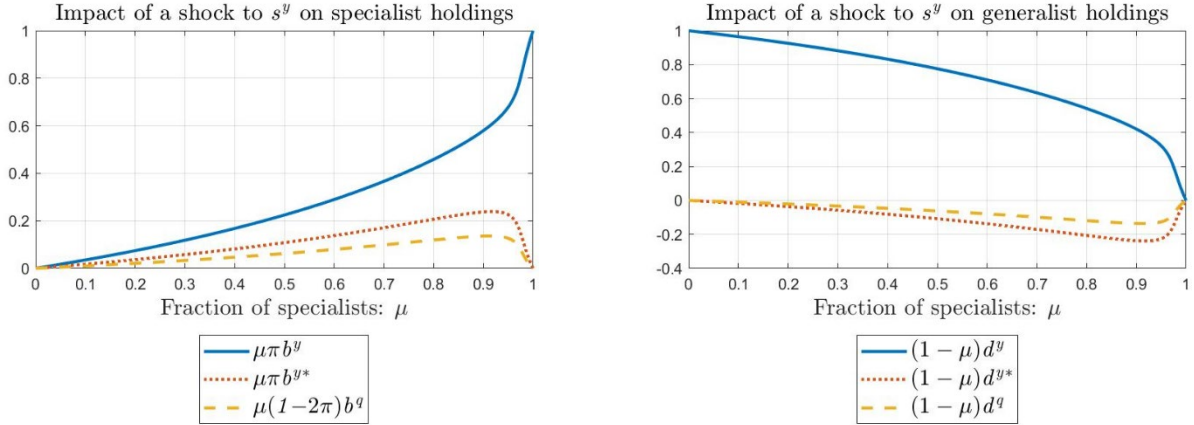 Impact of a shock to s^y on specialist holdings
1
0.8
0.6
0.4
0.2
0
0 0.1 0.2 0.3 0.4 0.5 0.6 0.7 0.8 0.9 1
Fraction of specialists: μ
μπb^y
μπb^{y*}
μ(1−2π)b^q
Impact of a shock to s^y on generalist holdings
1
0.8
0.6
0.4
0.2
0
-0.2
-0.4
0 0.1 0.2 0.3 0.4 0.5 0.6 0.7 0.8 0.9 1
Fraction of specialists: μ
(1 − μ)d^y
(1 − μ)d^{y*}
(1 − μ)d^q